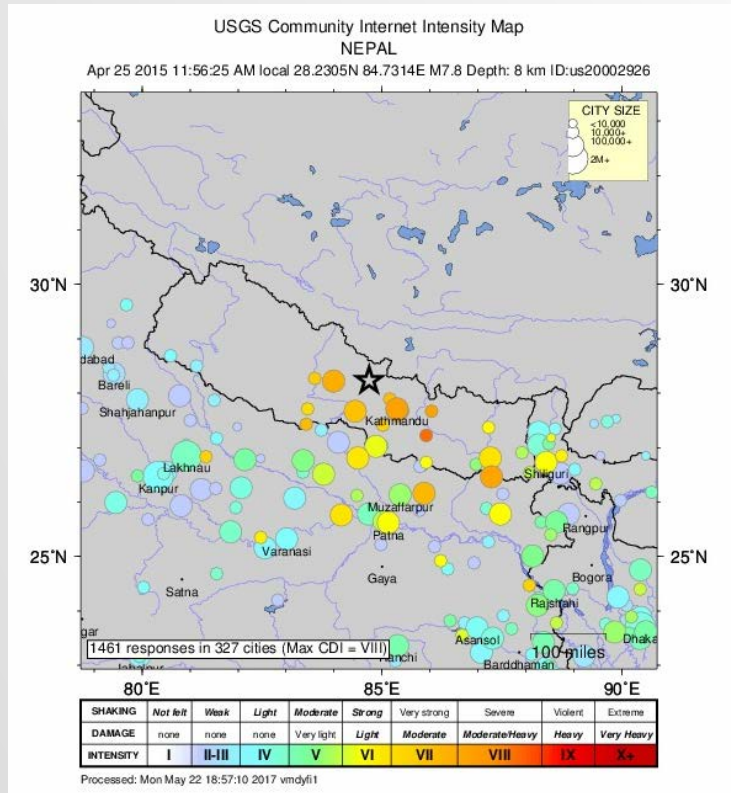 USGS Community Internet Intensity Map
NEPAL
Apr 25 2015 11:56:25 AM local 28.2305N 84.7314E M7.8 Depth: 8 km ID:us20002926
CITY SIZE
<10,000
10,000+
100,000+
2M+
30°N 30°N
dabad
Bareli
Shahjahanpur
Kathmandu
Lakhnau
Shiliguri
Kanpur
Muzaffarpur
Rangpur
Patna
25°N Varanasi 25°N
Gaya
Bogora
Satna
Rajshahi
gar
Asansol
Dhaka
1461 responses in 327 cities (Max CDI = VIII)
Ranchi
100 miles
Barddhaman
Jabalpur
80°E 85°E 90°E
SHAKING Not felt Weak Light Moderate Strong Very strong Severe Violent Extreme
DAMAGE none none none Very light Light Moderate Moderate/Heavy Heavy Very Heavy
INTENSITY I II-III IV V VI VII VIII IX X+
Processed: Mon May 22 18:57:10 2017 vmdyfi1